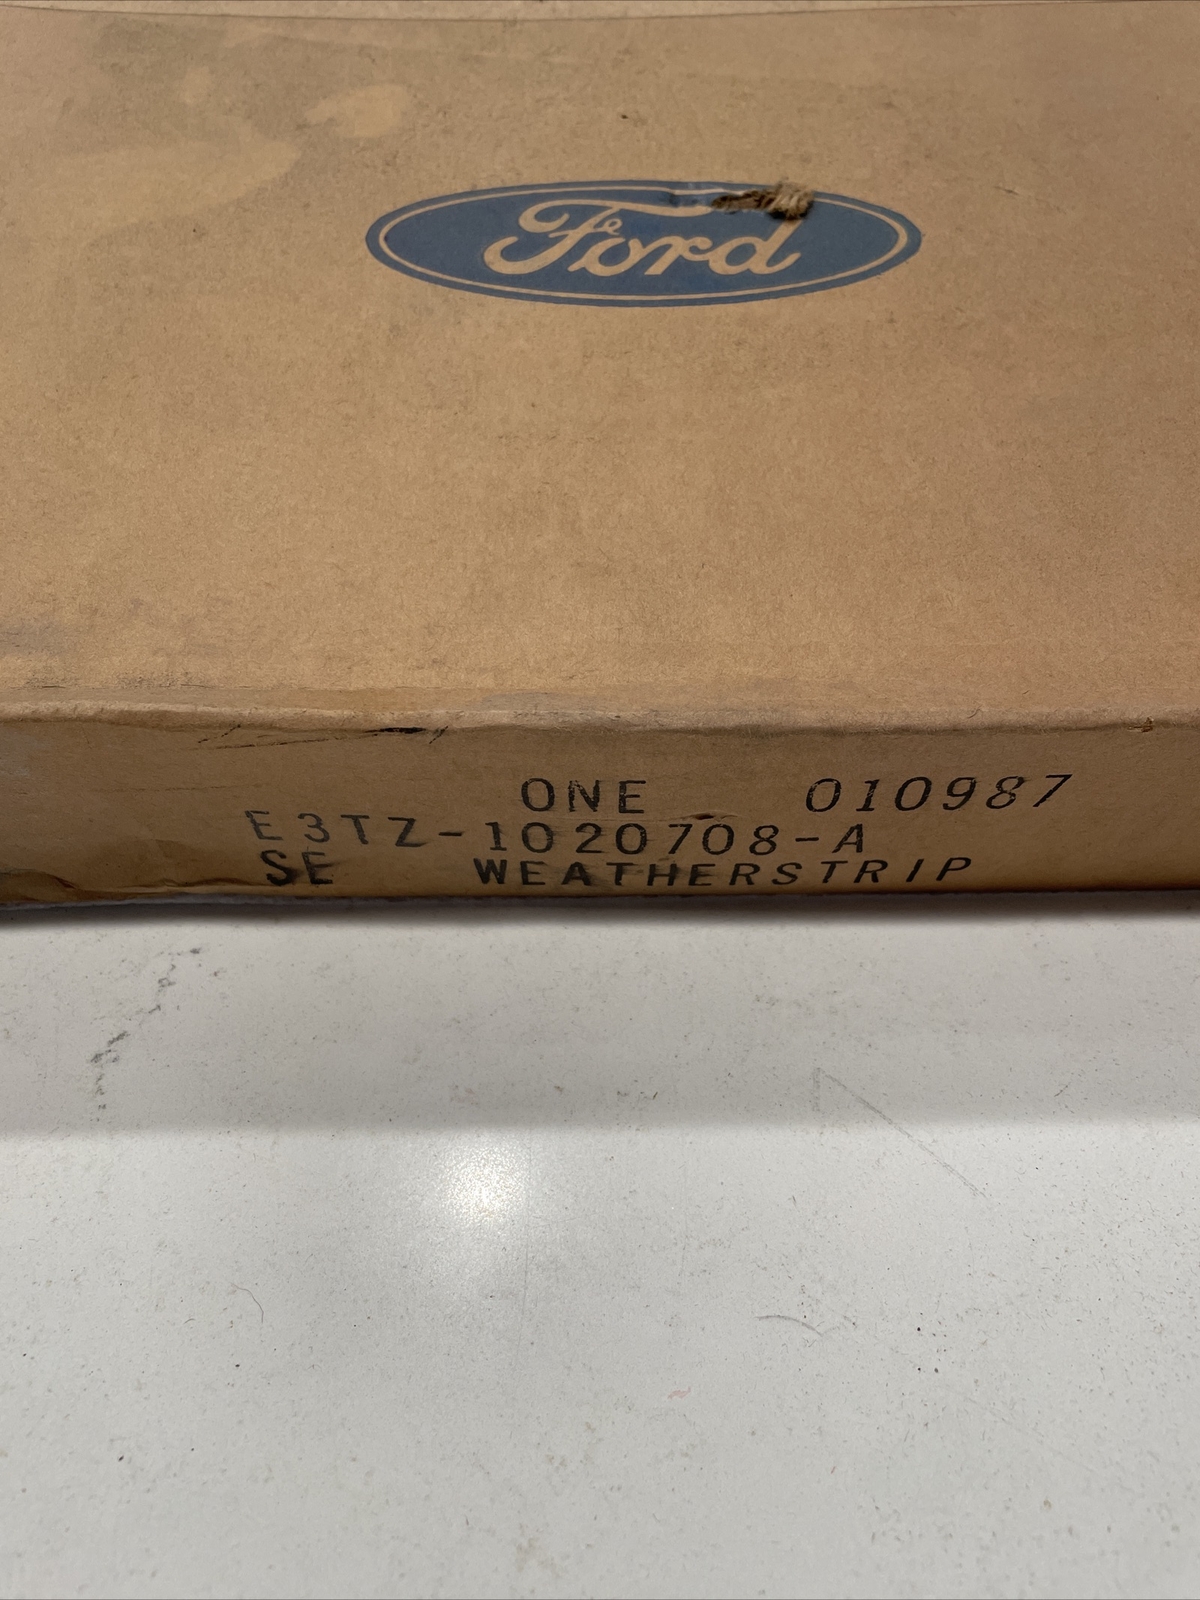 Ford
ONE 010987
E3TZ-1020708-A
SE WEATHERSTRIP